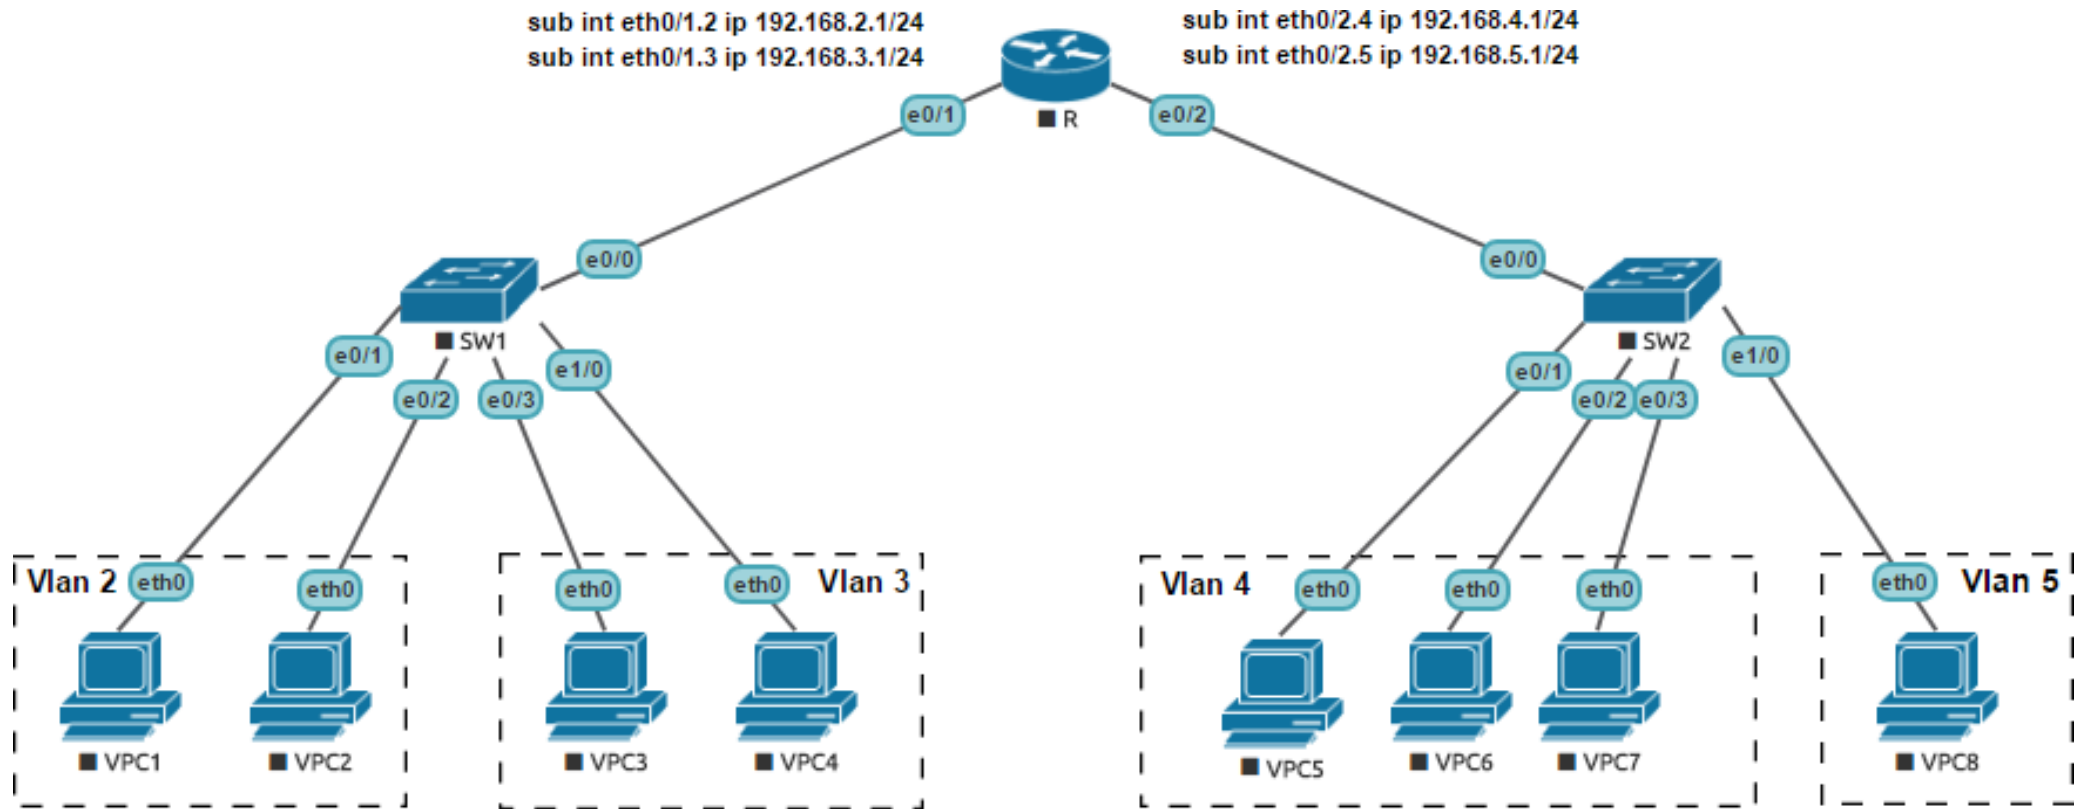 sub int eth0/1.2 ip 192.168.2.1/24
sub int eth0/1.3 ip 192.168.3.1/24
sub int eth0/2.4 ip 192.168.4.1/24
sub int eth0/2.5 ip 192.168.5.1/24
e0/1
R
e0/2
e0/0
e0/0
SW1
SW2
e0/1
e0/2
e0/3
e1/0
e0/1
e0/2
e0/3
e1/0
Vlan 2
eth0
eth0
eth0
eth0
Vlan 3
Vlan 4
eth0
eth0
eth0
eth0
Vlan 5
VPC1
VPC2
VPC3
VPC4
VPC5
VPC6
VPC7
VPC8